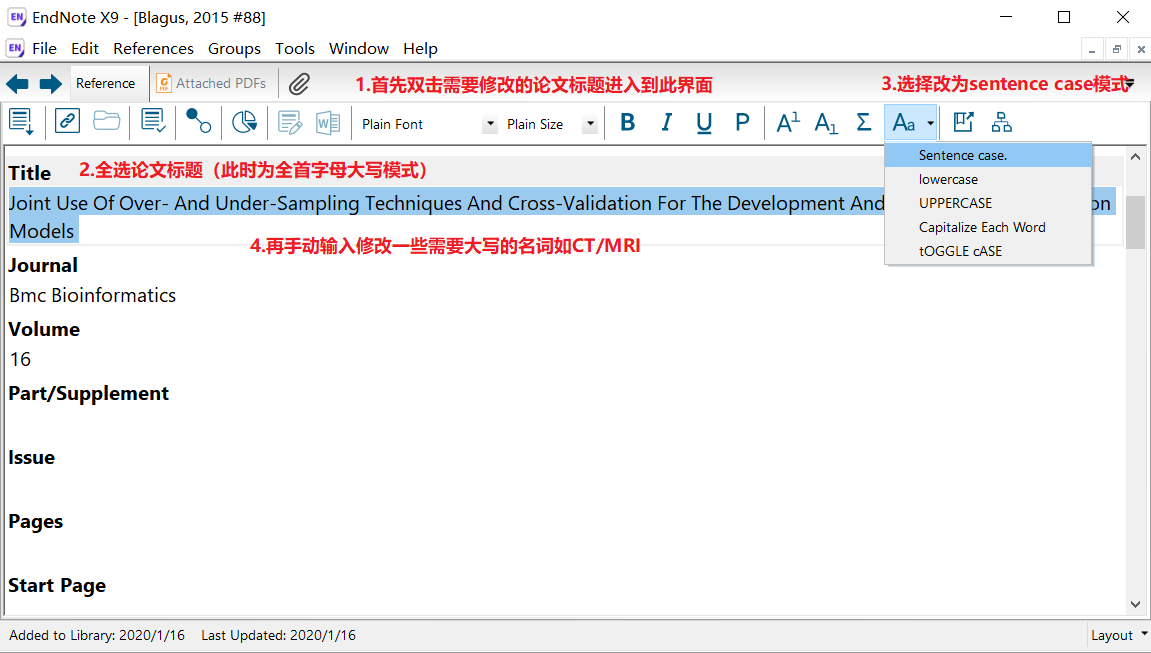 EN EndNote X9 - [Blagus, 2015 #88]
EN File Edit References Groups Tools Window Help
Reference Attached PDFs 1.首先双击需要修改的论文标题进入到此界面 3.选择改为sentence case模式
Plain Font Plain Size B I U P A1 A1 Σ Aa
Title 2.全选论文标题（此时为全首字母大写模式）
Sentence case.
lowercase
UPPERCASE
Capitalize Each Word
tOGGLE cASE
Joint Use Of Over- And Under-Sampling Techniques And Cross-Validation For The Development And on
Models
4.再手动输入修改一些需要大写的名词如CT/MRI
Journal
Bmc Bioinformatics
Volume
16
Part/Supplement
Issue
Pages
Start Page
Added to Library: 2020/1/16 Last Updated: 2020/1/16 Layout